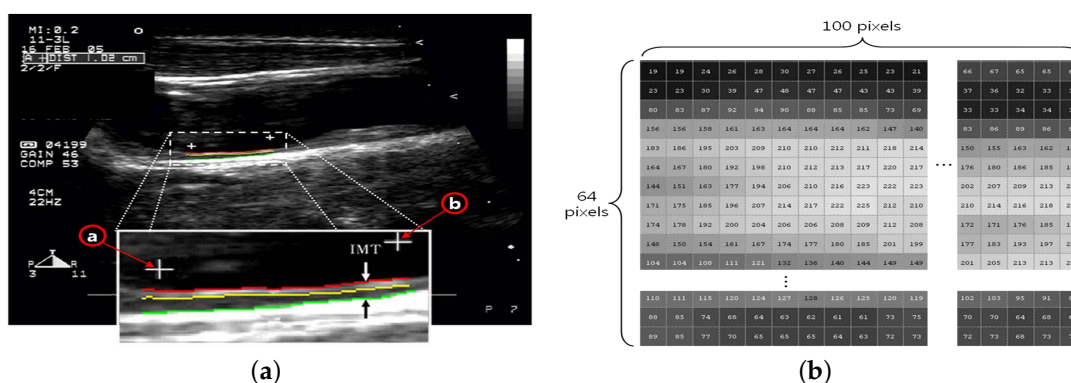 MI:0.2
11-3L
16 FEB 05
A + DIST 1.02 cm
2/2/F
04199
GAIN 46
COMP 53
4CM
22HZ
P R
3 11
P 7
a
b
IMT
(a)
100 pixels
64
pixels
19 19 24 26 28 30 27 26 25 23 21 66 67 65 65
23 23 30 39 47 48 47 47 43 43 39 37 36 32 33
80 83 87 92 94 90 88 85 85 73 69 33 33 34 34
156 156 158 161 163 164 164 164 162 147 140 83 86 89 86
183 186 195 203 209 210 210 212 211 218 214 ... 150 155 163 162
164 167 180 192 198 210 212 213 217 220 217 176 180 186 185
144 151 163 177 194 206 210 216 223 222 223 202 207 209 213
171 175 185 196 207 214 217 222 225 212 210 210 214 216 218
174 178 192 200 204 206 206 208 209 212 208 172 171 176 185
148 150 154 161 167 174 177 180 185 201 199 177 183 193 197
104 104 108 111 121 132 136 140 144 149 149 201 205 213 213
⋮
110 111 115 120 124 127 128 126 125 120 119 102 103 95 91
86 85 74 68 64 63 62 61 61 73 75 70 70 64 68
89 85 77 70 65 65 65 64 63 72 73 72 73 68 73
(b)